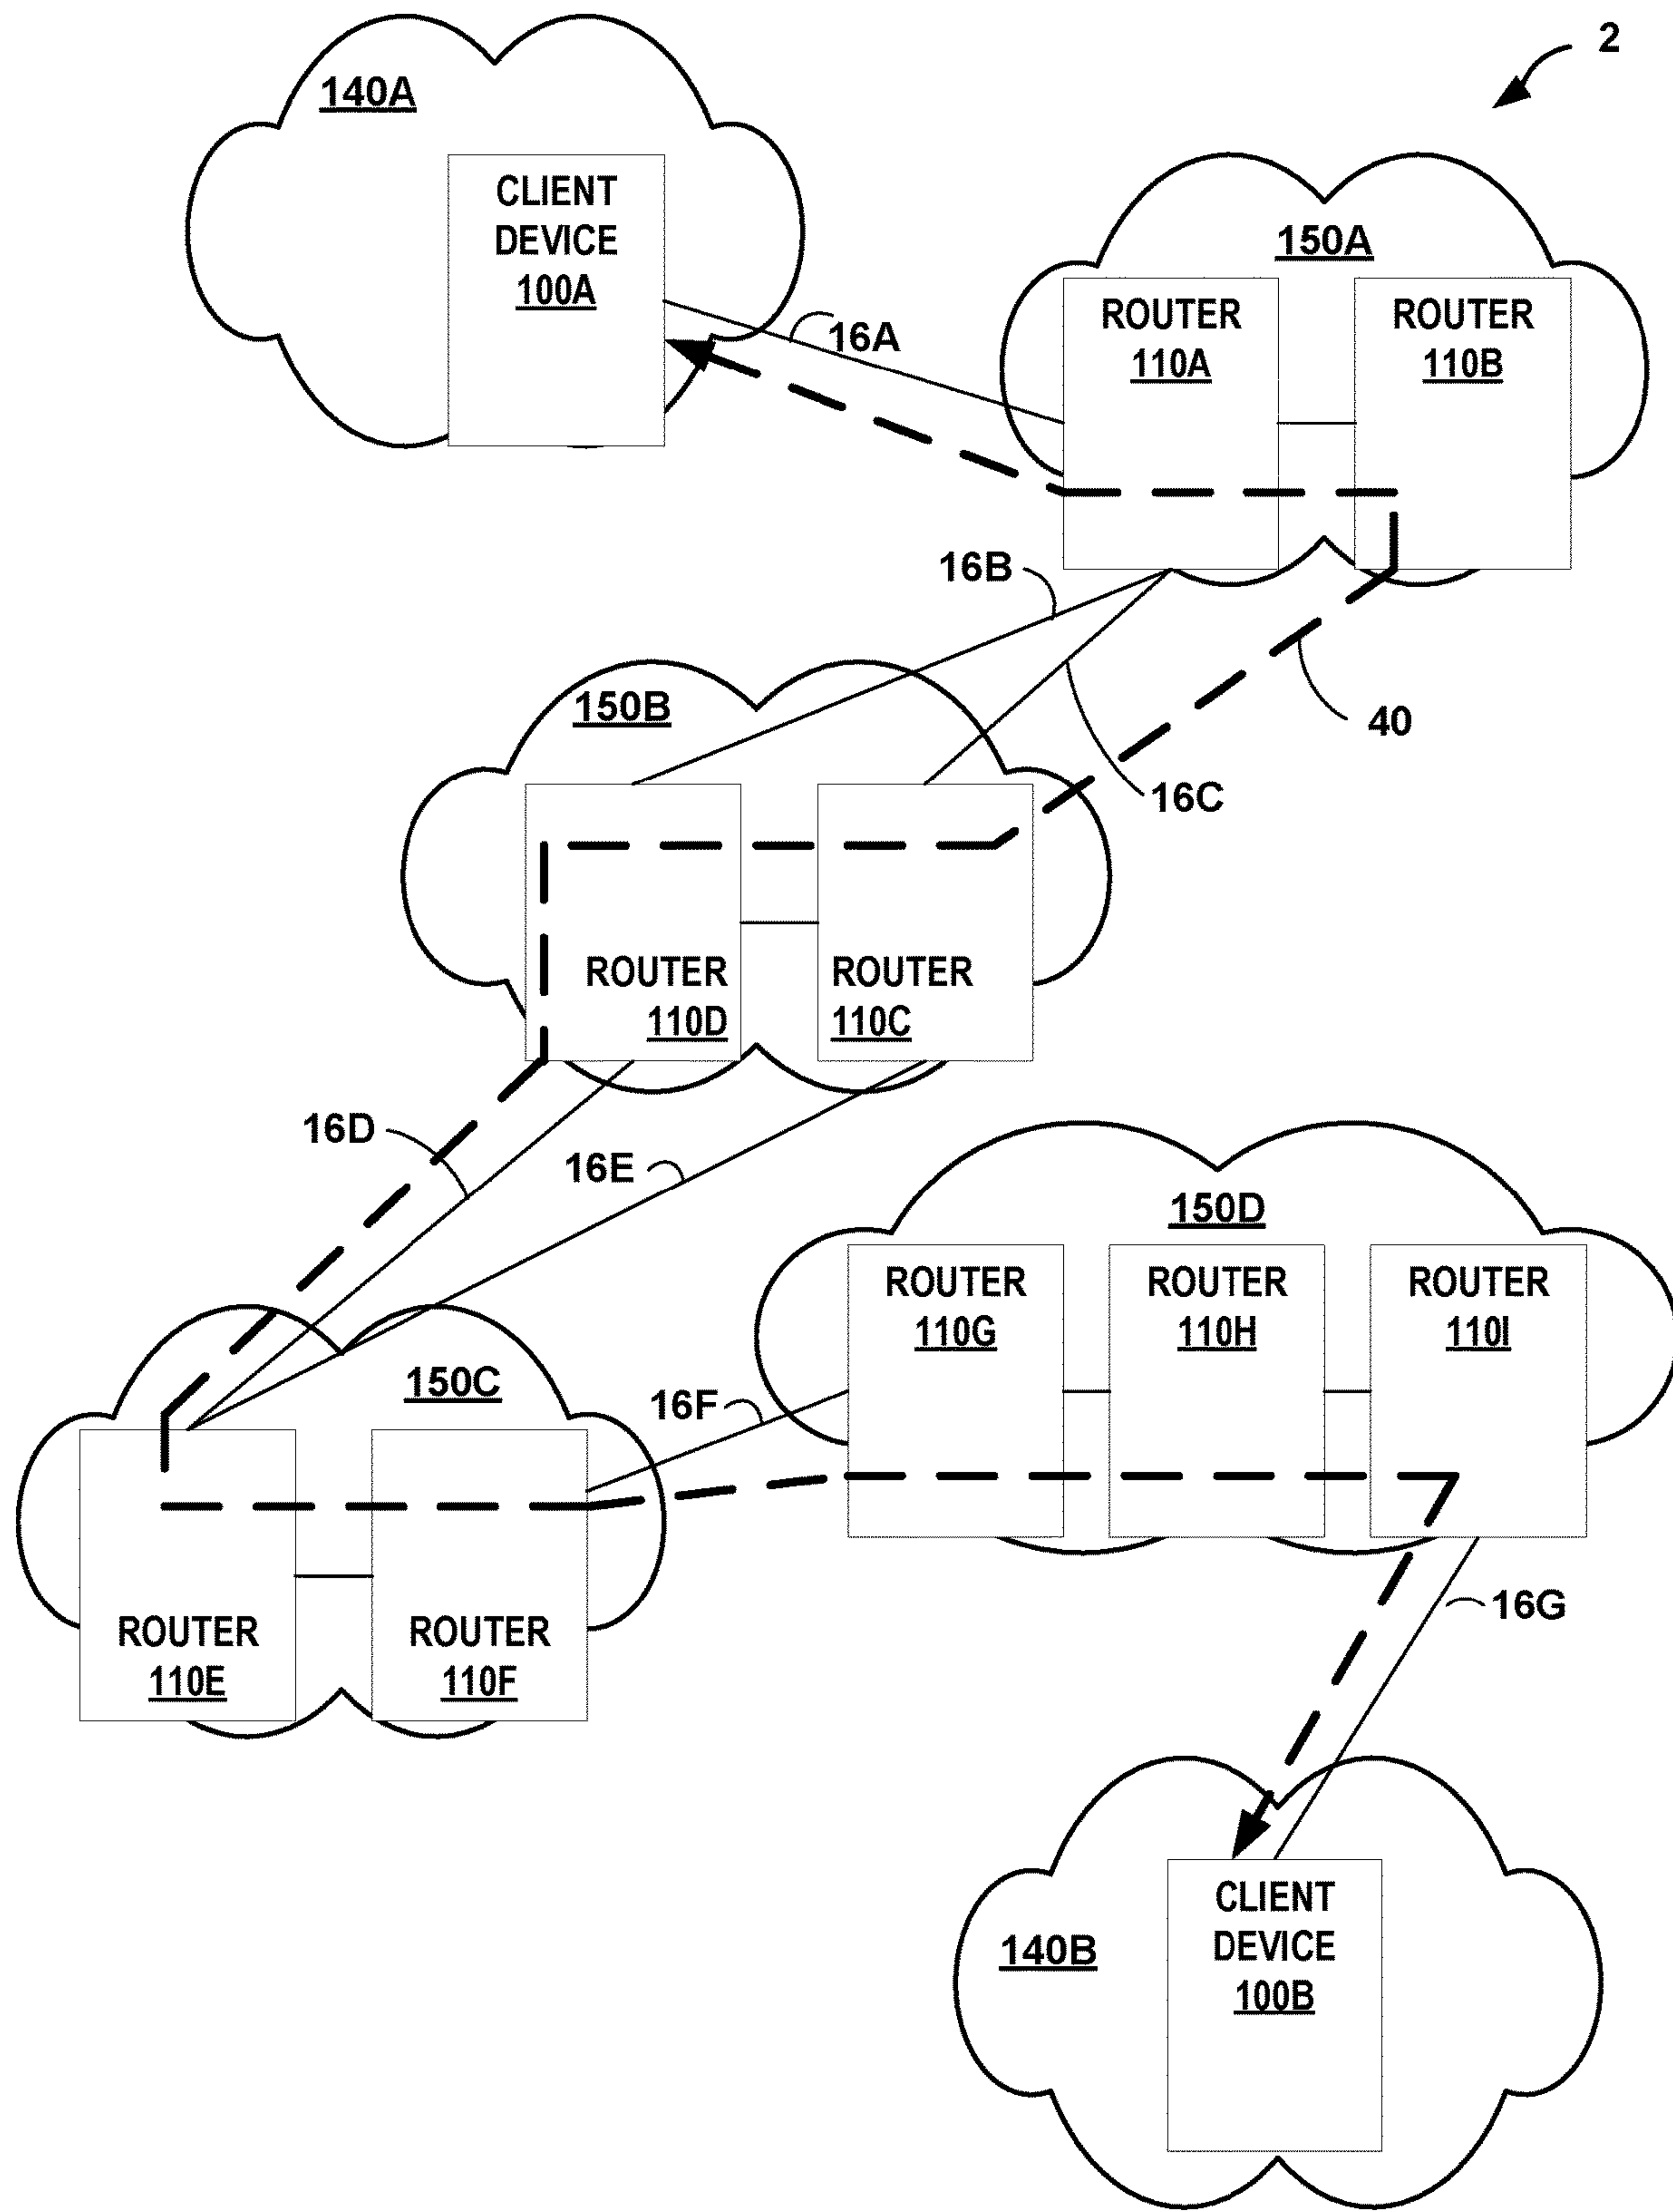 2
140A
CLIENT
DEVICE
100A
150A
ROUTER
110A
ROUTER
110B
16A
16B
40
16C
150B
ROUTER
110D
ROUTER
110C
16D
16E
150D
ROUTER
110G
ROUTER
110H
ROUTER
110I
150C
16F
ROUTER
110E
ROUTER
110F
16G
140B
CLIENT
DEVICE
100B